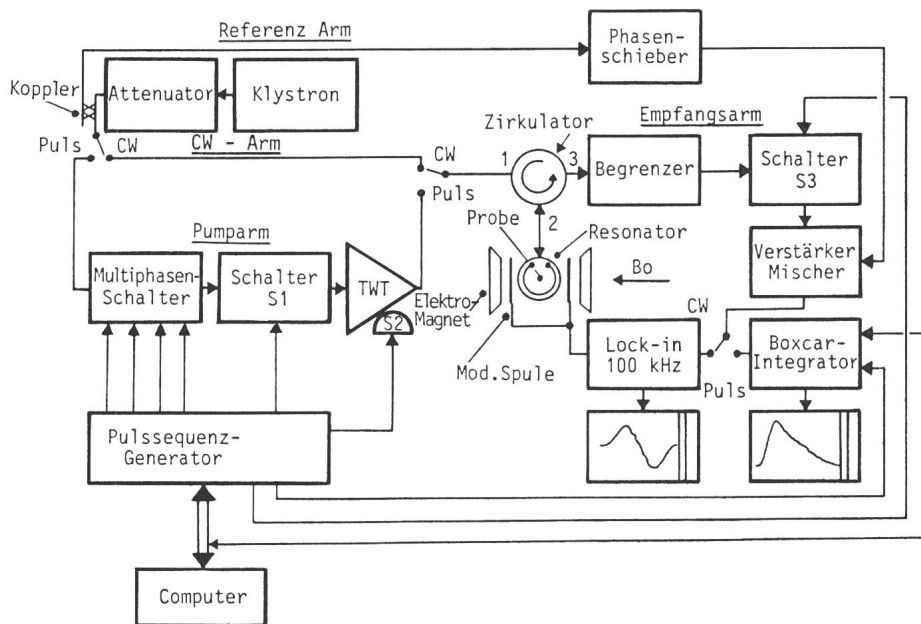 Referenz Arm
Phasen-
schieber
Koppler
Attenuator
Klystron
Puls
CW
CW - Arm
Zirkulator
Empfangsarm
1
3
CW
Puls
Begrenzer
Schalter
S3
2
Probe
Resonator
Pumparm
Multiphasen-
Schalter
Schalter
S1
TWT
S2
Elektro-
Magnet
Bo
Verstärker
Mischer
CW
Mod.Spule
Lock-in
100 kHz
Puls
Boxcar-
Integrator
Pulssequenz-
Generator
Computer